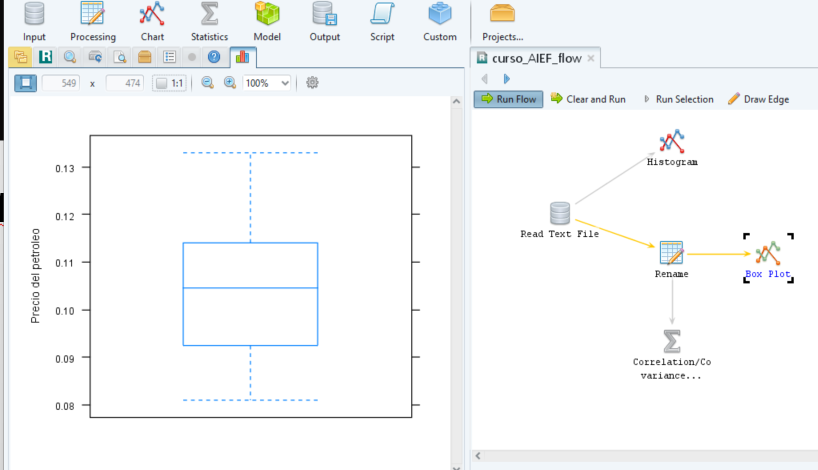 Input Processing Chart Statistics Model Output Script Custom Projects...
curso_AIEF_flow
549 x 474 1:1 100%
Run Flow Clear and Run Run Selection Draw Edge
Precio del petroleo
0.13
0.12
0.11
0.10
0.09
0.08
Histogram
Read Text File
Rename
Box Plot
Correlation/Co
variance...